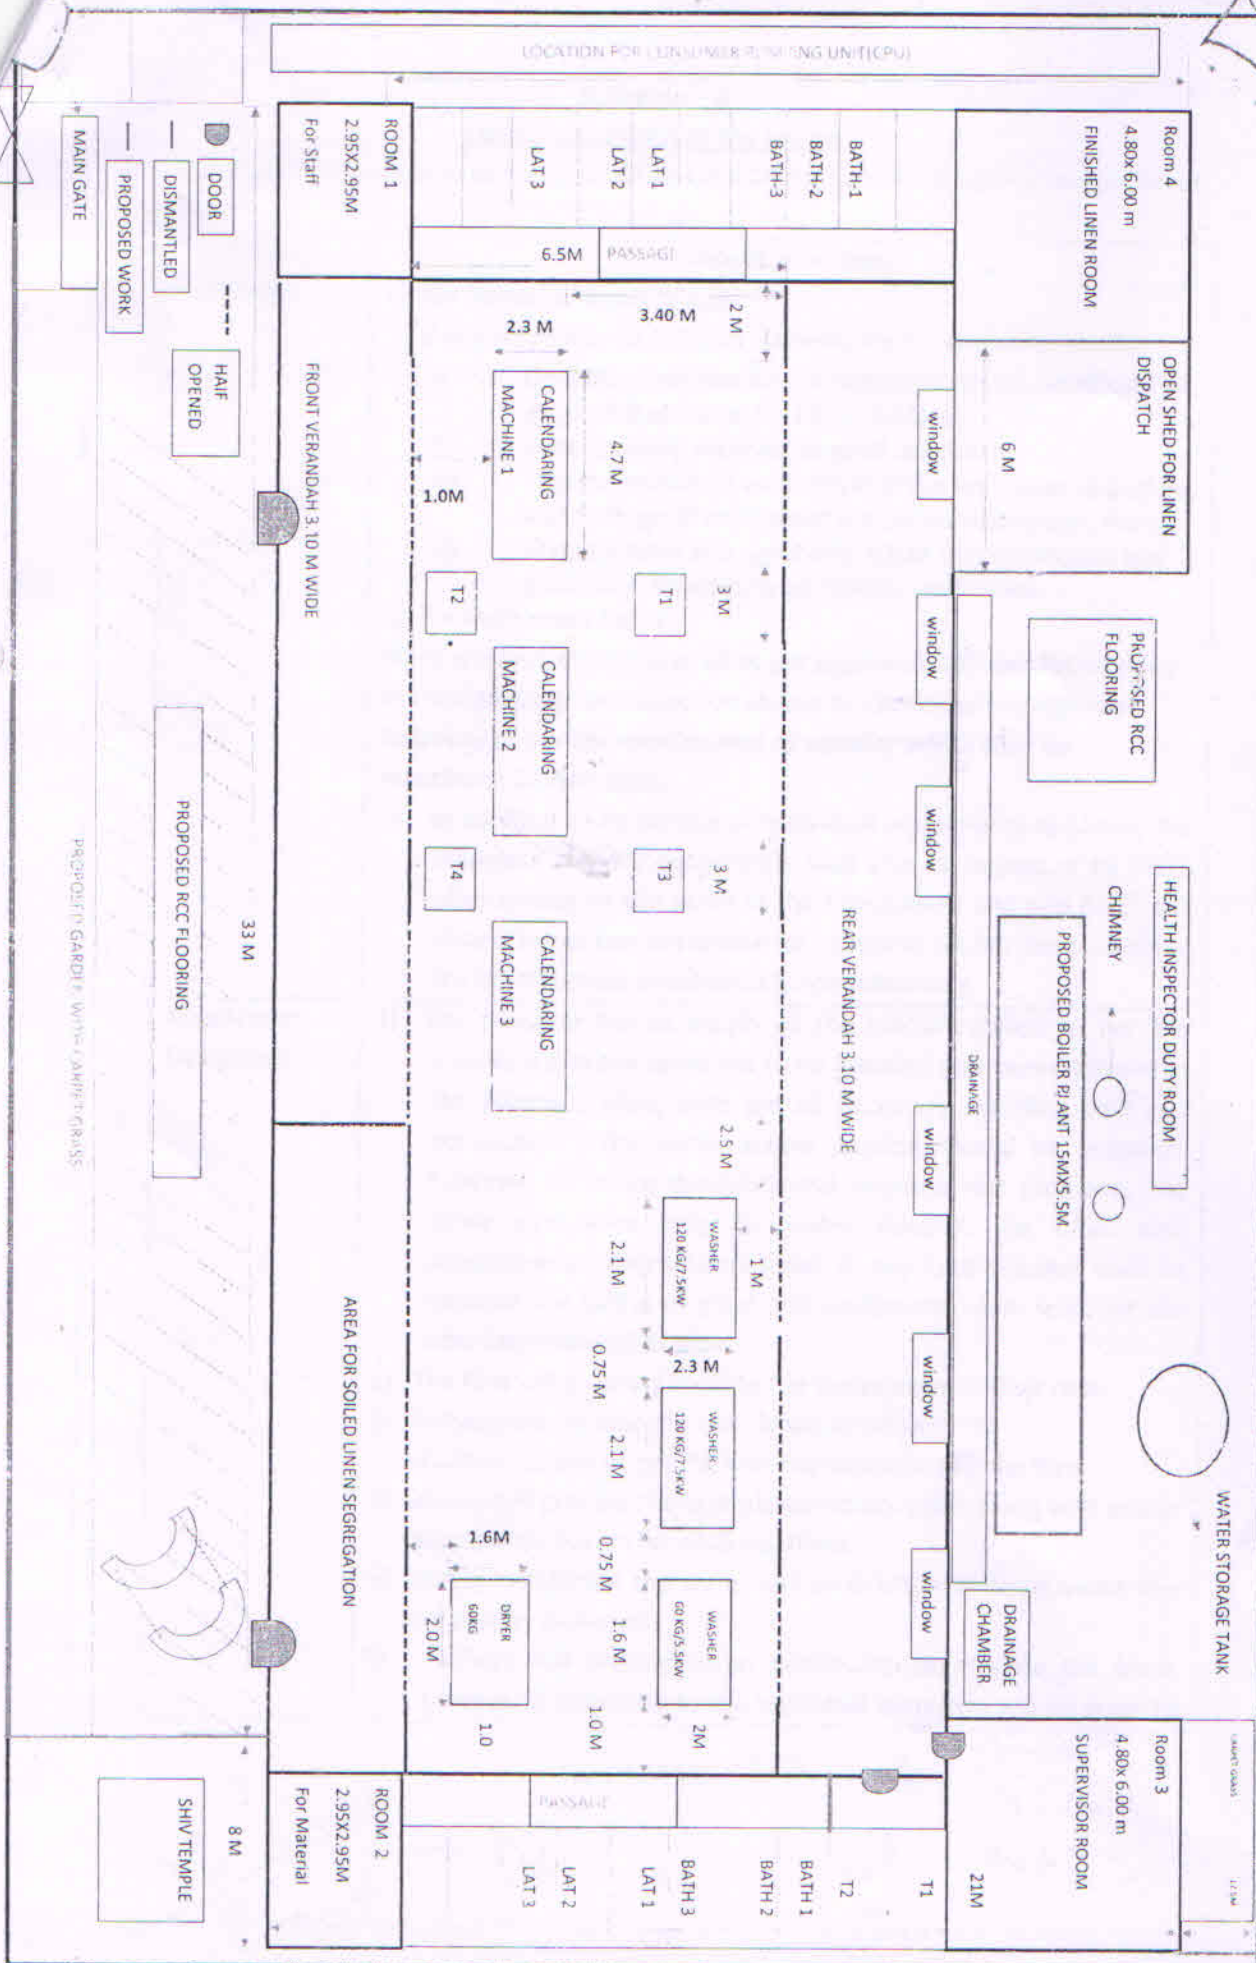 LOCATION FOR CONSUMER UNIT(CPU)
CARPET GRASS
Room 4
4.80x 6.00 m
FINISHED LINEN ROOM
OPEN SHED FOR LINEN
DISPATCH
6 M
PROPOSED RCC
FLOORING
HEALTH INSPECTOR DUTY ROOM
CHIMNEY
PROPOSED BOILER PLANT 15MX5.5M
DRAINAGE
WATER STORAGE TANK
DRAINAGE
CHAMBER
Room 3
4.80x 6.00 m
SUPERVISOR ROOM
21M
window
window
window
window
window
window
T1
T2
BATH-1
BATH-2
BATH-3
LAT 1
LAT 2
LAT 3
PASSAGE
6.5M
REAR VERANDAH 3.10 M WIDE
2 M
3.40 M
2.3 M
4.7 M
CALENDARING
MACHINE 1
1.0M
3 M
T1
T2
CALENDARING
MACHINE 2
3 M
T3
T4
CALENDARING
MACHINE 3
2.5 M
1 M
WASHER
120 KG/7.5KW
2.1 M
2.3 M
0.75 M
WASHER
120 KG/7.5KW
2.1 M
0.75 M
WASHER
60 KG/5.5KW
1.6 M
2M
1.0 M
1.6M
DRYER
60KG
2.0 M
1.0
BATH 1
BATH 2
BATH 3
LAT 1
LAT 2
LAT 3
PASSAGE
ROOM 1
2.95X2.95M
For Staff
FRONT VERANDAH 3.10 M WIDE
AREA FOR SOILED LINEN SEGREGATION
ROOM 2
2.95X2.95M
For Material
33 M
8 M
DOOR
DISMANTLED
PROPOSED WORK
HAIF
OPENED
MAIN GATE
PROPOSED RCC FLOORING
PROPOSED GARDEN WITH CARPET GRASS
SHIV TEMPLE